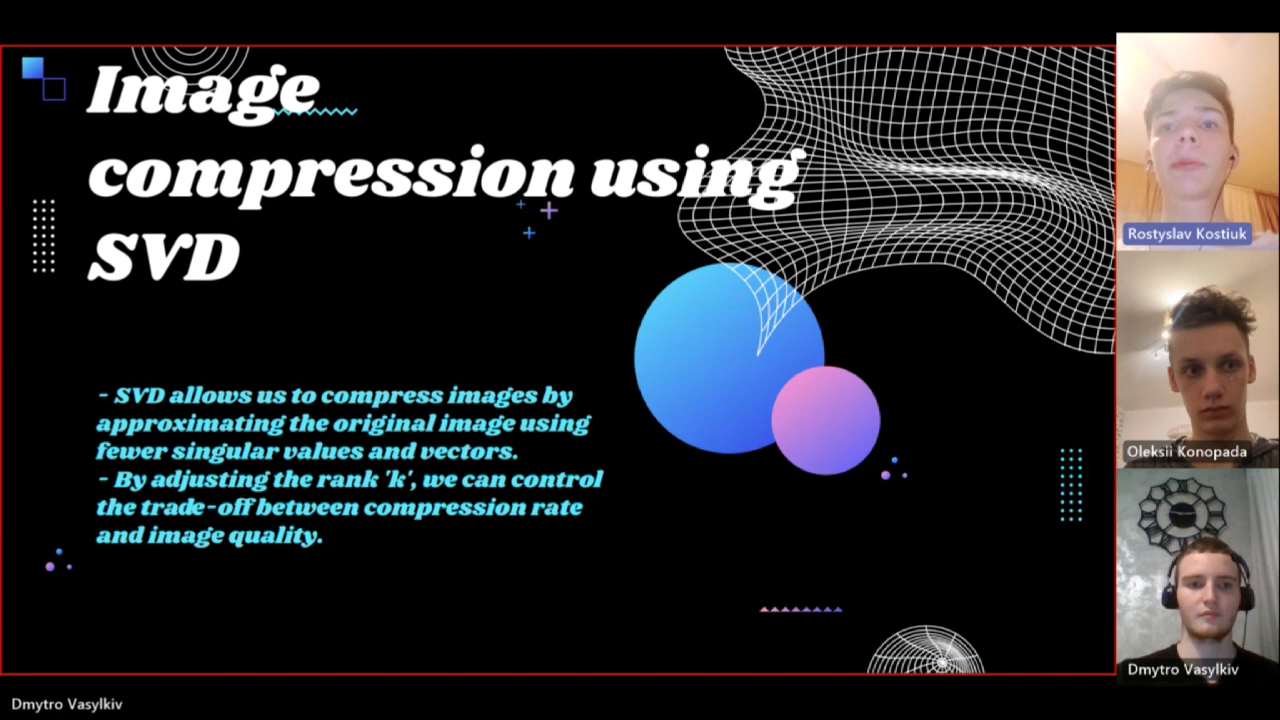 Image
compression using
SVD
- SVD allows us to compress images by
approximating the original image using
fewer singular values and vectors.
- By adjusting the rank 'k', we can control
the trade-off between compression rate
and image quality.
Rostyslav Kostiuk
Oleksii Konopada
Dmytro Vasylkiv
Dmytro Vasylkiv